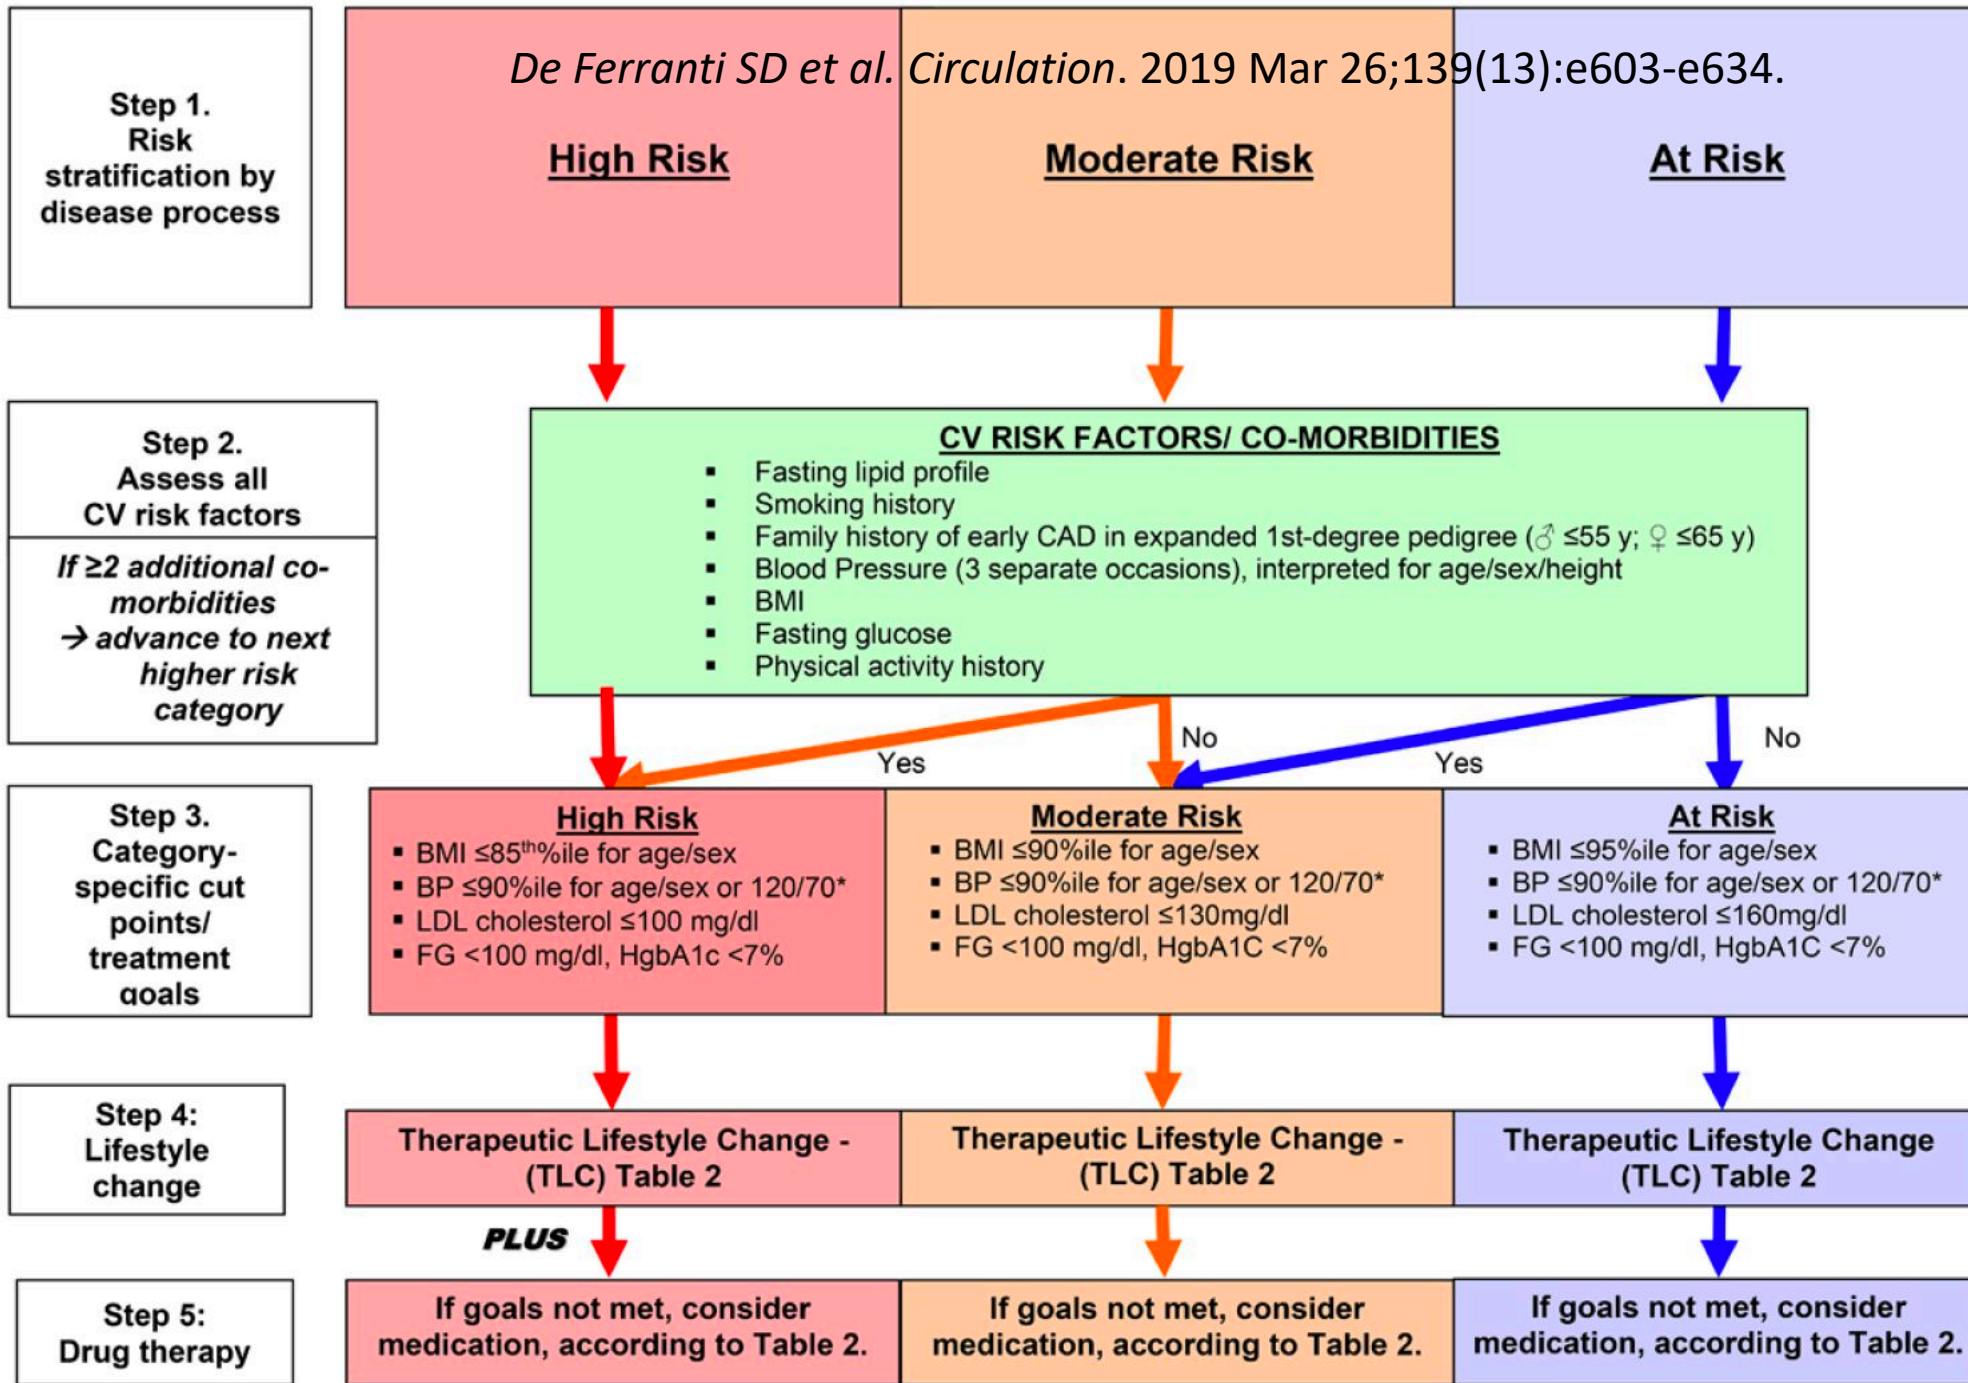 De Ferranti SD et al. Circulation. 2019 Mar 26;139(13):e603-e634.
Step 1.
Risk
stratification by
disease process
High Risk
Moderate Risk
At Risk
Step 2.
Assess all
CV risk factors
If ≥2 additional co-
morbidities
→ advance to next
higher risk
category
CV RISK FACTORS/ CO-MORBIDITIES
▪ Fasting lipid profile
▪ Smoking history
▪ Family history of early CAD in expanded 1st-degree pedigree (♂ ≤55 y; ♀ ≤65 y)
▪ Blood Pressure (3 separate occasions), interpreted for age/sex/height
▪ BMI
▪ Fasting glucose
▪ Physical activity history
Yes
No
Yes
No
Step 3.
Category-
specific cut
points/
treatment
goals
High Risk
▪ BMI ≤85th%ile for age/sex
▪ BP ≤90%ile for age/sex or 120/70*
▪ LDL cholesterol ≤100 mg/dl
▪ FG <100 mg/dl, HgbA1c <7%
Moderate Risk
▪ BMI ≤90%ile for age/sex
▪ BP ≤90%ile for age/sex or 120/70*
▪ LDL cholesterol ≤130mg/dl
▪ FG <100 mg/dl, HgbA1C <7%
At Risk
▪ BMI ≤95%ile for age/sex
▪ BP ≤90%ile for age/sex or 120/70*
▪ LDL cholesterol ≤160mg/dl
▪ FG <100 mg/dl, HgbA1C <7%
Step 4:
Lifestyle
change
Therapeutic Lifestyle Change -
(TLC) Table 2
Therapeutic Lifestyle Change -
(TLC) Table 2
Therapeutic Lifestyle Change
(TLC) Table 2
PLUS
Step 5:
Drug therapy
If goals not met, consider
medication, according to Table 2.
If goals not met, consider
medication, according to Table 2.
If goals not met, consider
medication, according to Table 2.